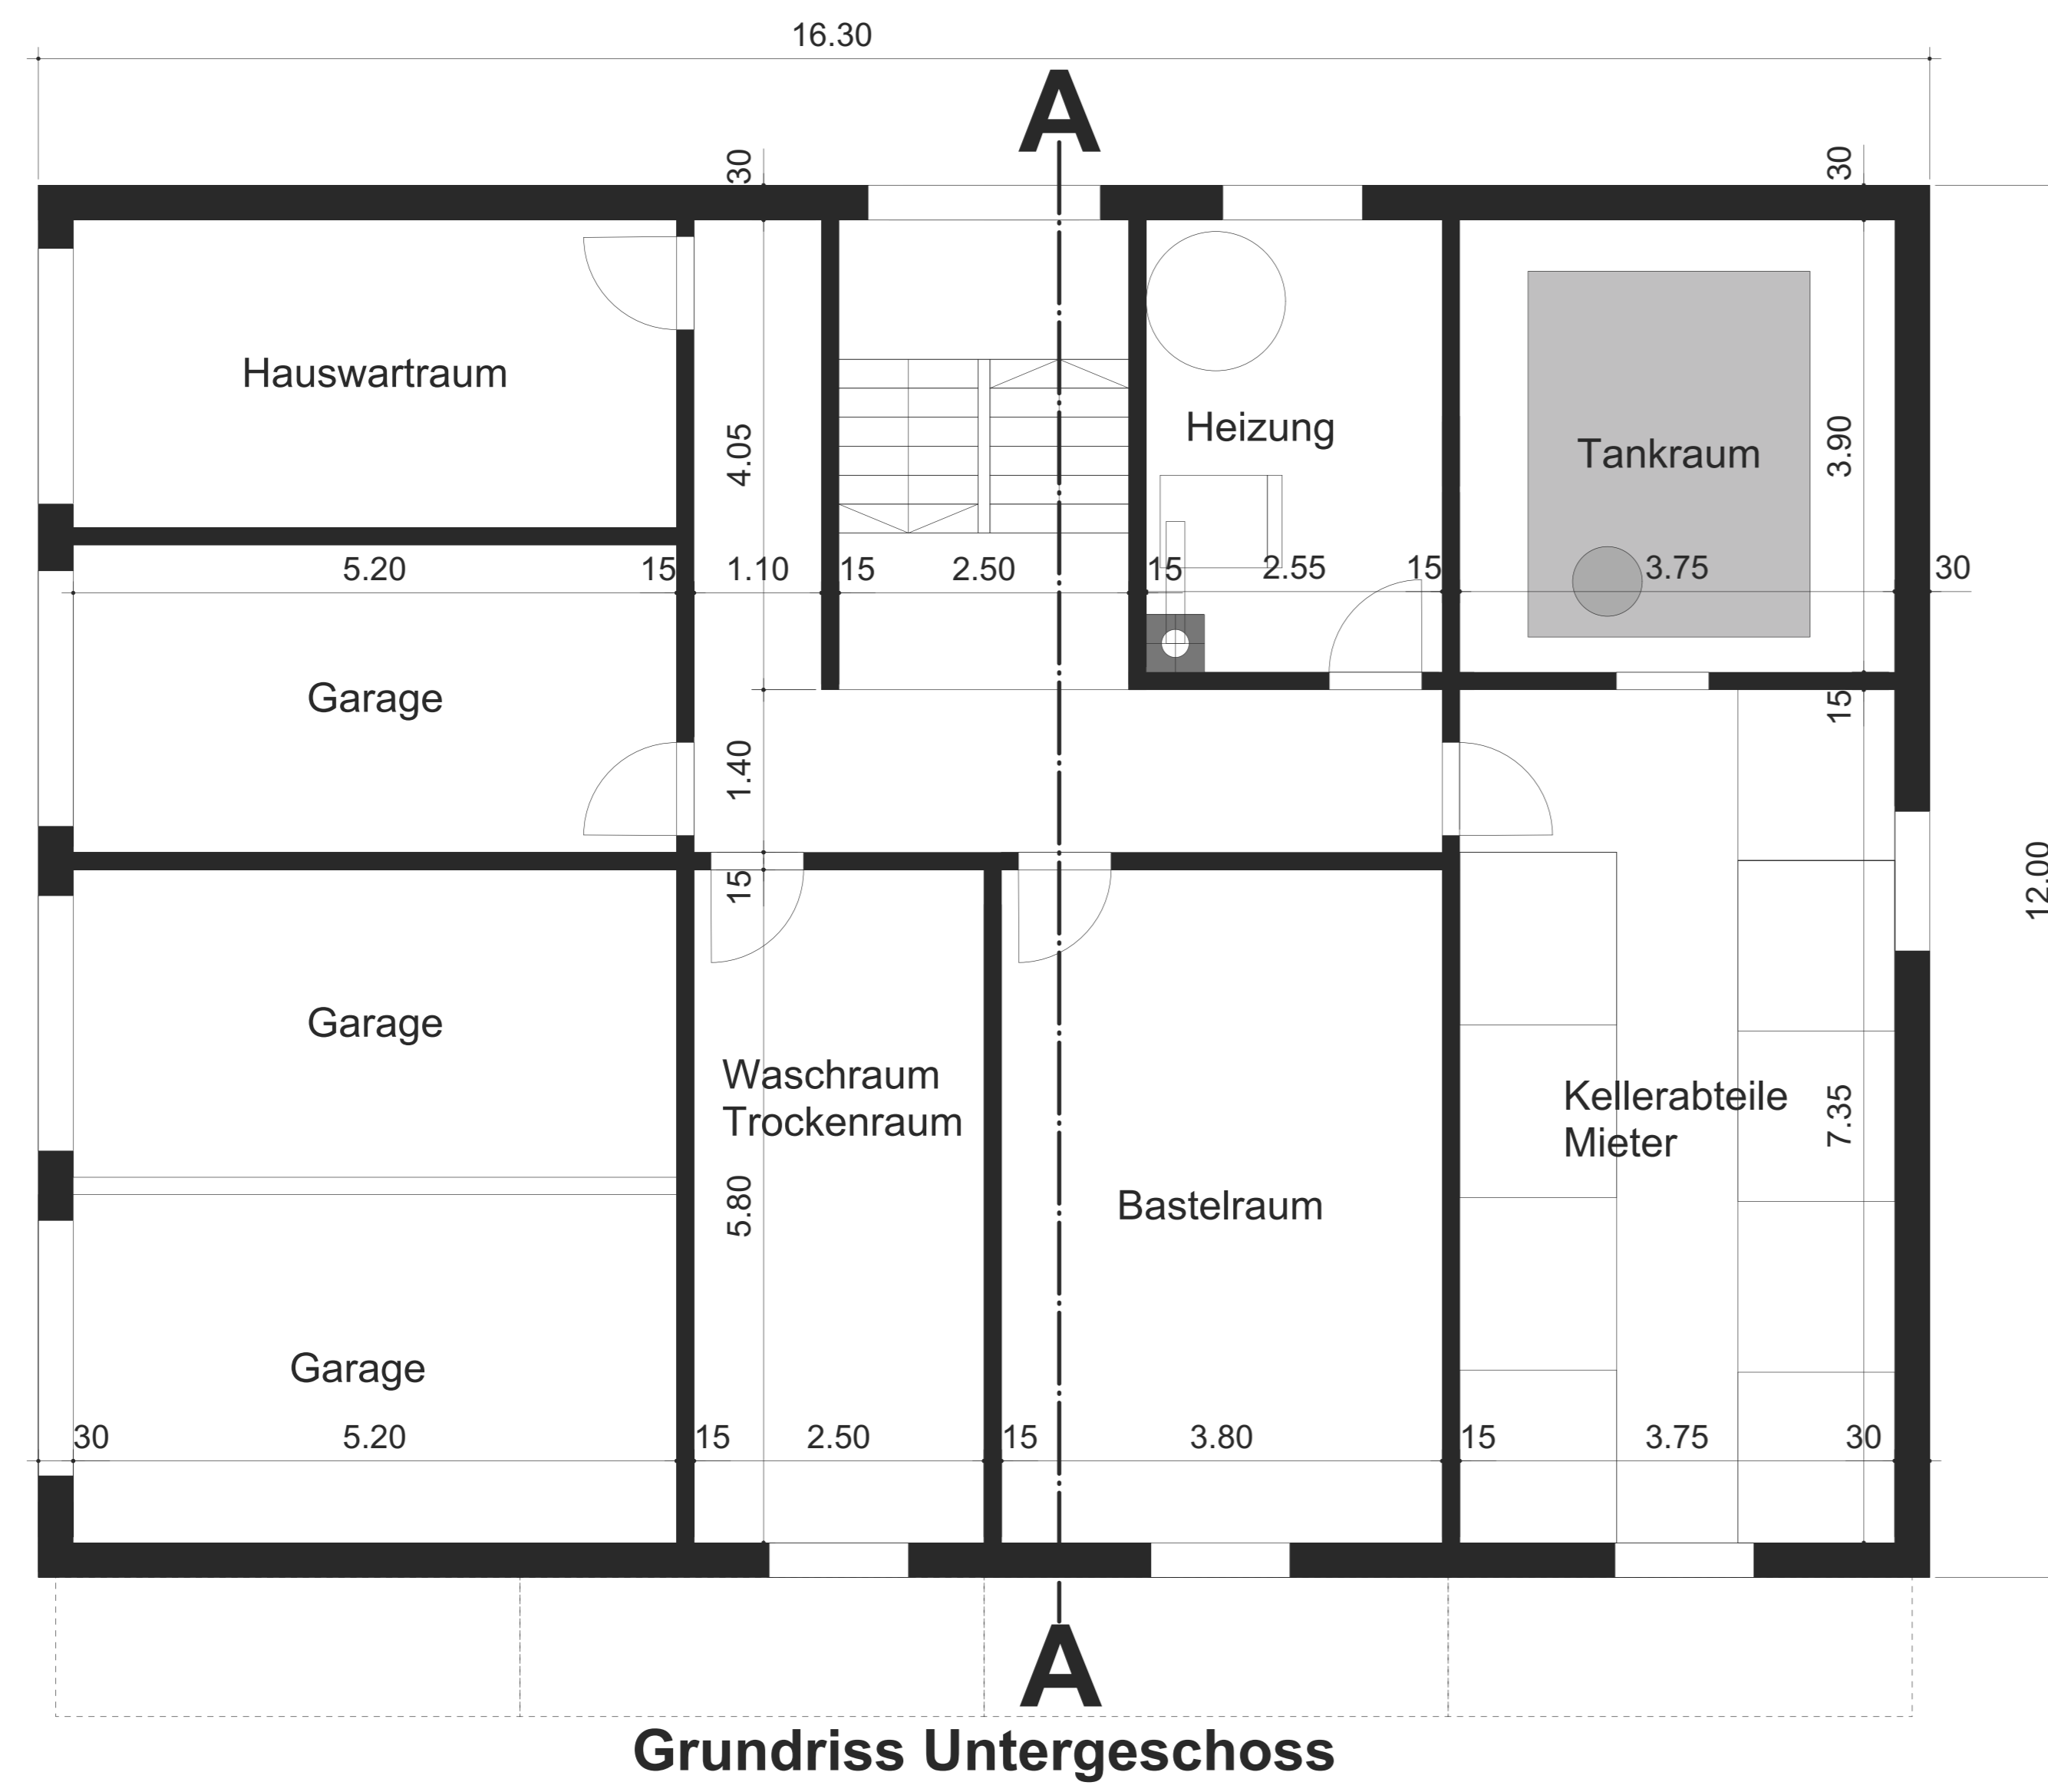 16.30
A
30
30
Hauswartraum
Heizung
Tankraum
4.05
3.90
5.20
15
1.10
15
2.50
15
2.55
15
3.75
30
Garage
15
1.40
15
12.00
Garage
Waschraum
Trockenraum
Kellerabteile
Mieter
7.35
5.80
Bastelraum
Garage
30
5.20
15
2.50
15
3.80
15
3.75
30
A
Grundriss Untergeschoss